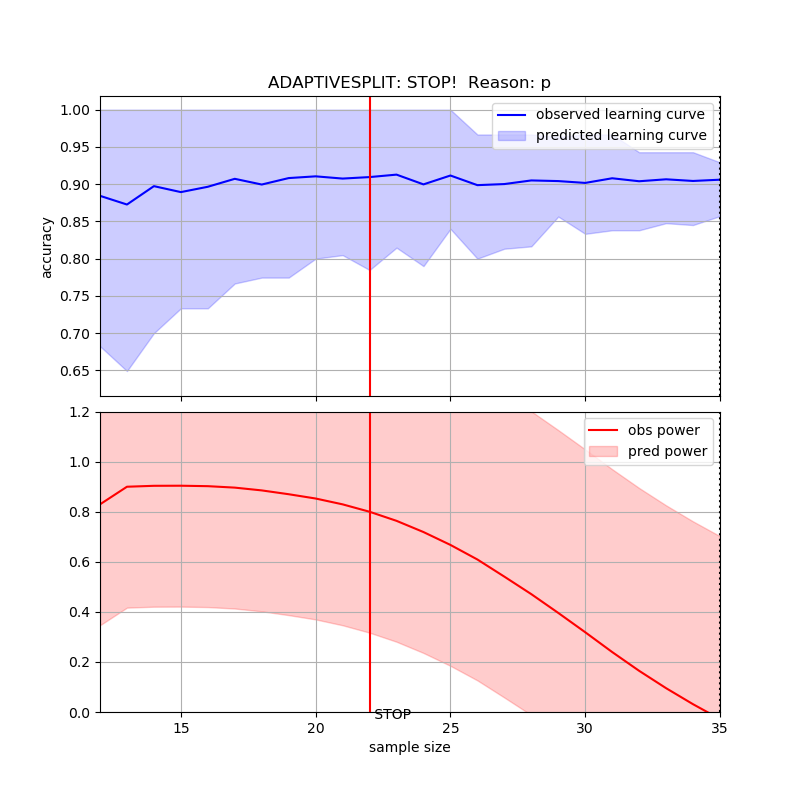 ADAPTIVESPLIT: STOP!  Reason: p
1.00
0.95
0.90
0.85
0.80
0.75
0.70
0.65
accuracy
observed learning curve
predicted learning curve
1.2
1.0
0.8
0.6
0.4
0.2
0.0
obs power
pred power
STOP
15
20
25
30
35
sample size